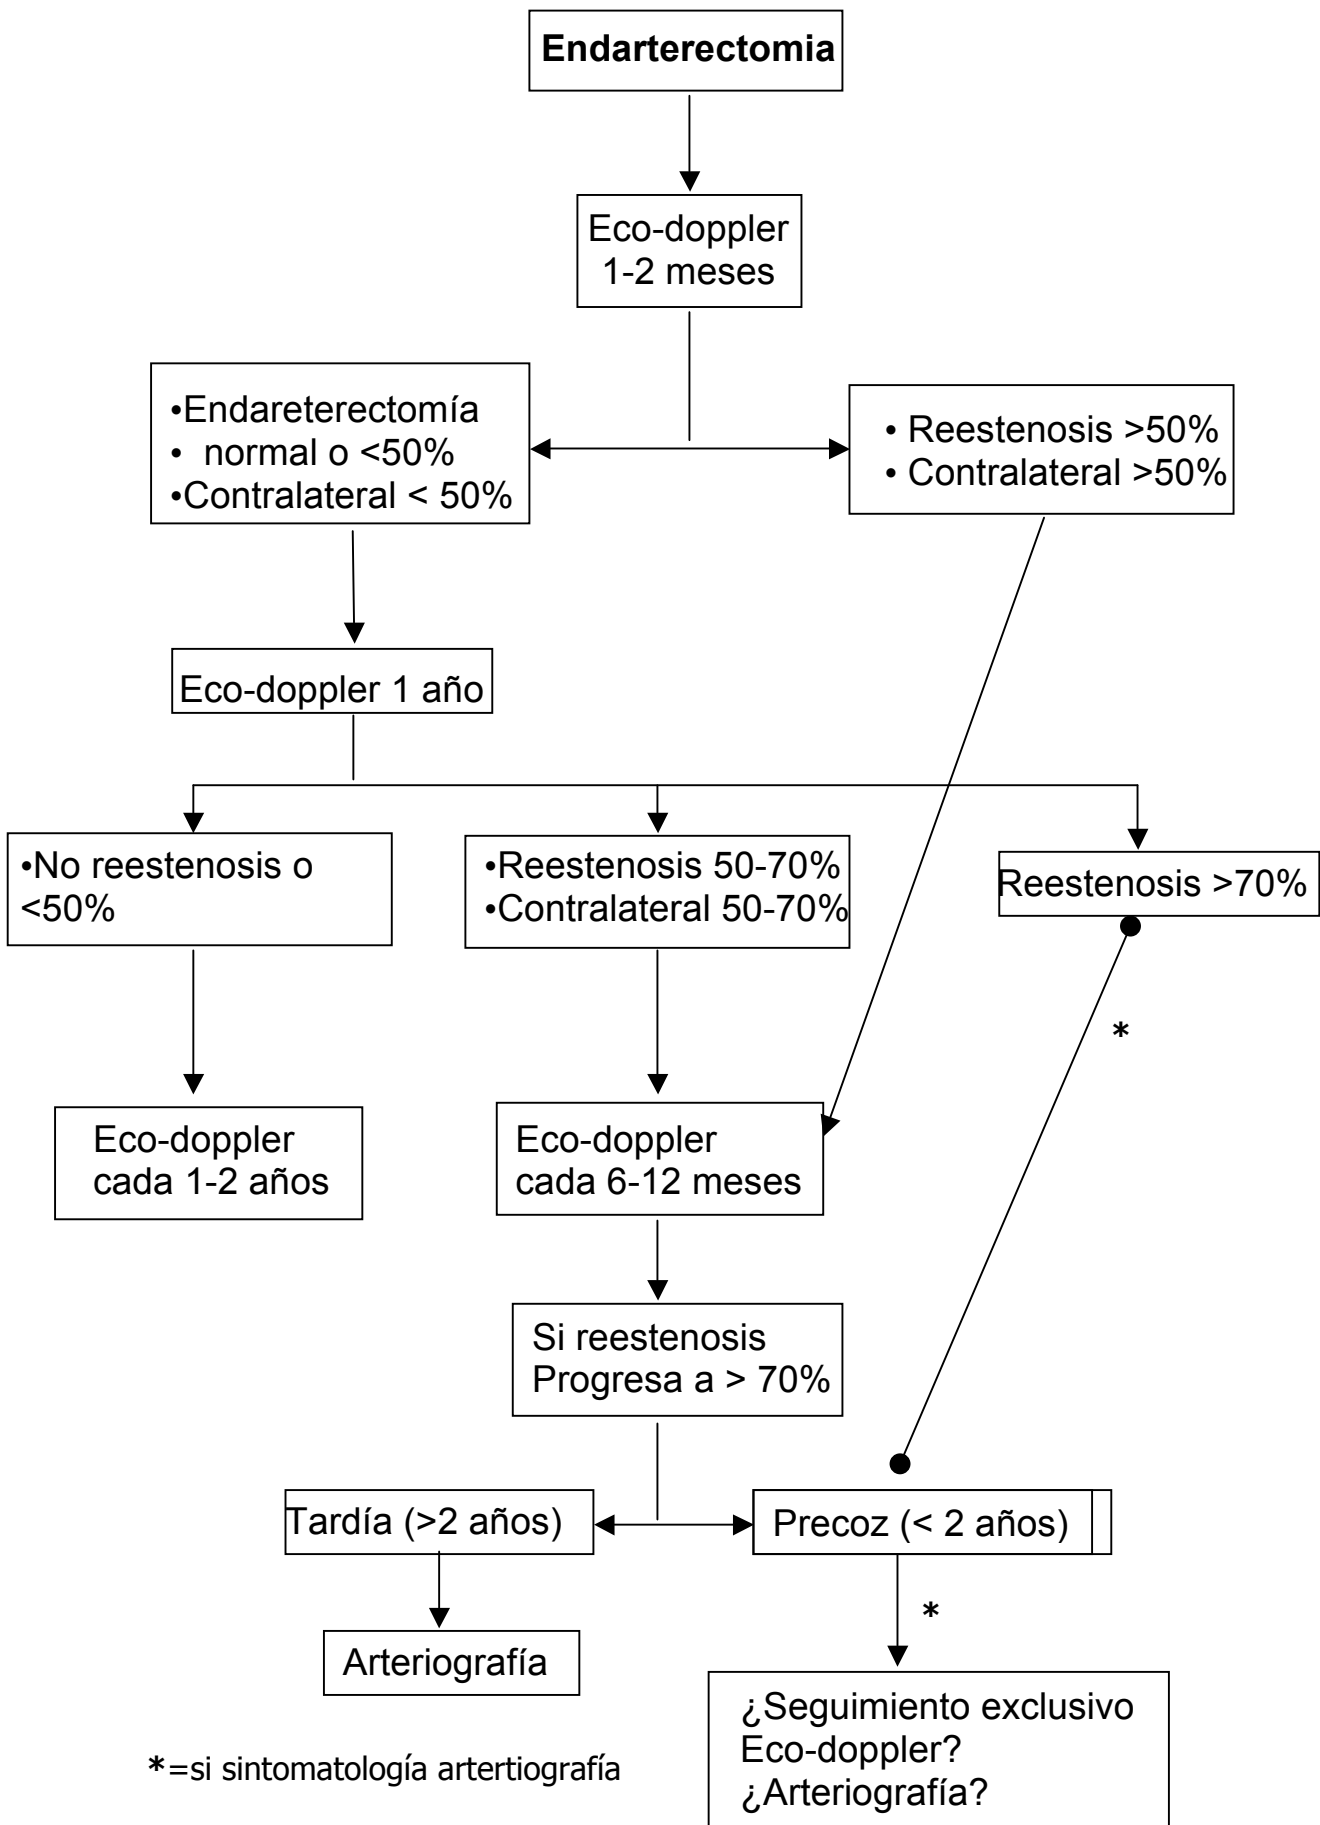 Endarterectomia
Eco-doppler
1-2 meses
•Endareterectomía
• normal o <50%
•Contralateral < 50%
• Reestenosis >50%
• Contralateral >50%
Eco-doppler 1 año
•No reestenosis o
<50%
•Reestenosis 50-70%
•Contralateral 50-70%
Reestenosis >70%
*
Eco-doppler
cada 1-2 años
Eco-doppler
cada 6-12 meses
Si reestenosis
Progresa a > 70%
Tardía (>2 años)
Precoz (< 2 años)
*
Arteriografía
¿Seguimiento exclusivo
Eco-doppler?
¿Arteriografía?
*=si sintomatología artertiografía